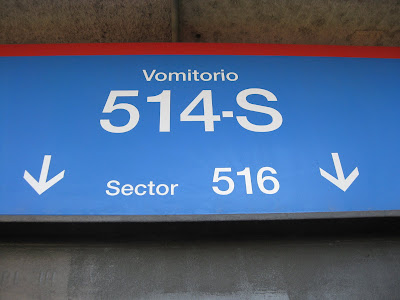 Vomitorio
514-S
Sector 516